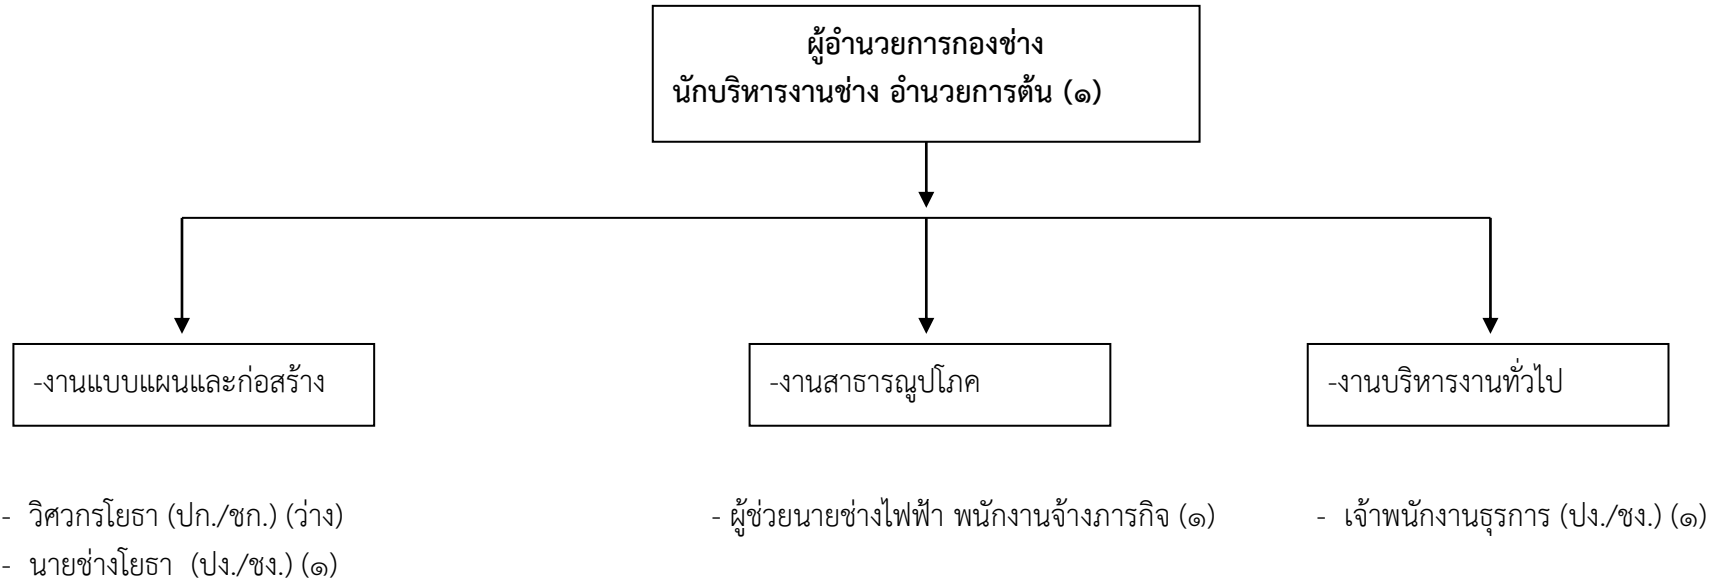 ผู้อำนวยการกองช่าง
นักบริหารงานช่าง อำนวยการต้น (๑)
-งานแบบแผนและก่อสร้าง
-งานสาธารณูปโภค
-งานบริหารงานทั่วไป
- วิศวกรโยธา (ปก./ชก.) (ว่าง)
- นายช่างโยธา (ปง./ชง.) (๑)
- ผู้ช่วยนายช่างไฟฟ้า พนักงานจ้างภารกิจ (๑)
- เจ้าพนักงานธุรการ (ปง./ชง.) (๑)